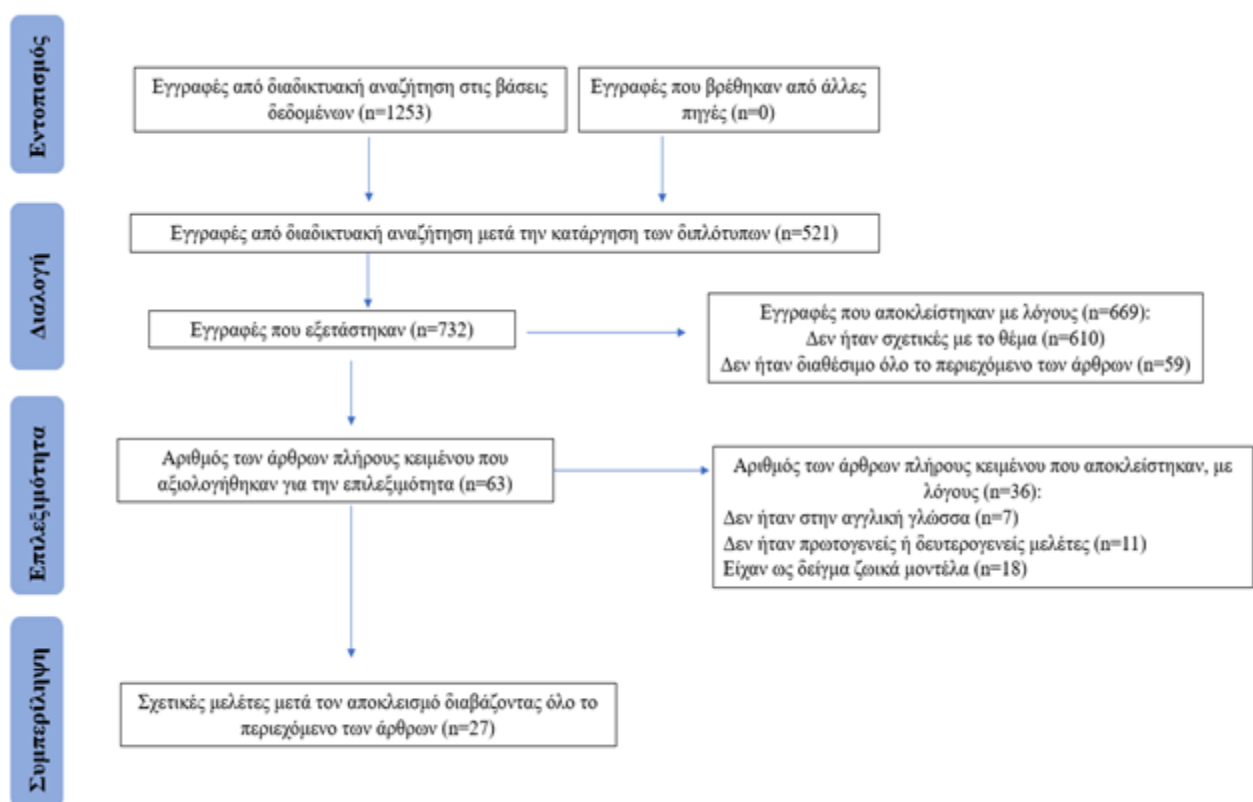 Εντοπισμός
Εγγραφές από διαδικτυακή αναζήτηση στις βάσεις
δεδομένων (n=1253)
Εγγραφές που βρέθηκαν από άλλες
πηγές (n=0)
Διαλογή
Εγγραφές από διαδικτυακή αναζήτηση μετά την κατάργηση των διπλότυπων (n=521)
Εγγραφές που εξετάστηκαν (n=732)
Εγγραφές που αποκλείστηκαν με λόγους (n=669):
Δεν ήταν σχετικές με το θέμα (n=610)
Δεν ήταν διαθέσιμο όλο το περιεχόμενο των άρθρων (n=59)
Επιλεξιμότητα
Αριθμός των άρθρων πλήρους κειμένου που
αξιολογήθηκαν για την επιλεξιμότητα (n=63)
Αριθμός των άρθρων πλήρους κειμένου που αποκλείστηκαν, με
λόγους (n=36):
Δεν ήταν στην αγγλική γλώσσα (n=7)
Δεν ήταν πρωτογενείς ή δευτερογενείς μελέτες (n=11)
Είχαν ως δείγμα ζωικά μοντέλα (n=18)
Συμπερίληψη
Σχετικές μελέτες μετά τον αποκλεισμό διαβάζοντας όλο το
περιεχόμενο των άρθρων (n=27)